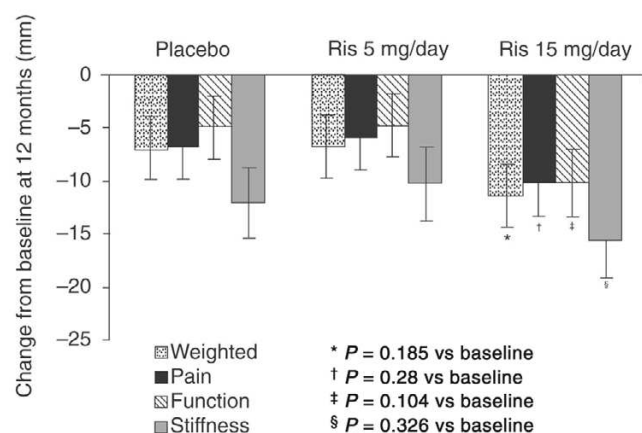 Placebo Ris 5 mg/day Ris 15 mg/day
Change from baseline at 12 months (mm)
0
–5
–10
–15
–20
–25
*
†
‡
§
Weighted
Pain
Function
Stiffness
* P = 0.185 vs baseline
† P = 0.28 vs baseline
‡ P = 0.104 vs baseline
§ P = 0.326 vs baseline